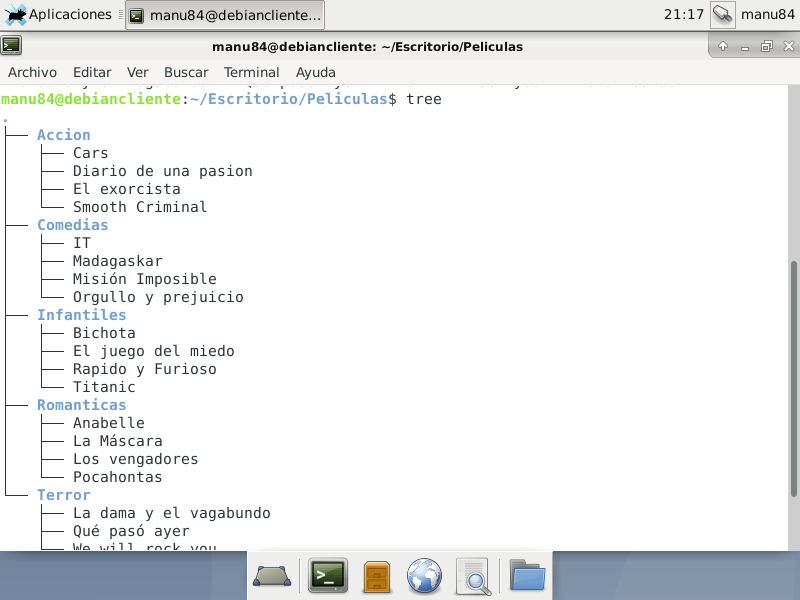 Aplicaciones
manu84@debiancliente...
21:17
manu84
manu84@debiancliente: ~/Escritorio/Peliculas
Archivo Editar Ver Buscar Terminal Ayuda
manu84@debiancliente:~/Escritorio/Peliculas$ tree
.
├── Accion
│   ├── Cars
│   ├── Diario de una pasion
│   ├── El exorcista
│   └── Smooth Criminal
├── Comedias
│   ├── IT
│   ├── Madagaskar
│   ├── Misión Imposible
│   └── Orgullo y prejuicio
├── Infantiles
│   ├── Bichota
│   ├── El juego del miedo
│   ├── Rapido y Furioso
│   └── Titanic
├── Romanticas
│   ├── Anabelle
│   ├── La Máscara
│   ├── Los vengadores
│   └── Pocahontas
└── Terror
    ├── La dama y el vagabundo
    ├── Qué pasó ayer
    ├── We will rock you